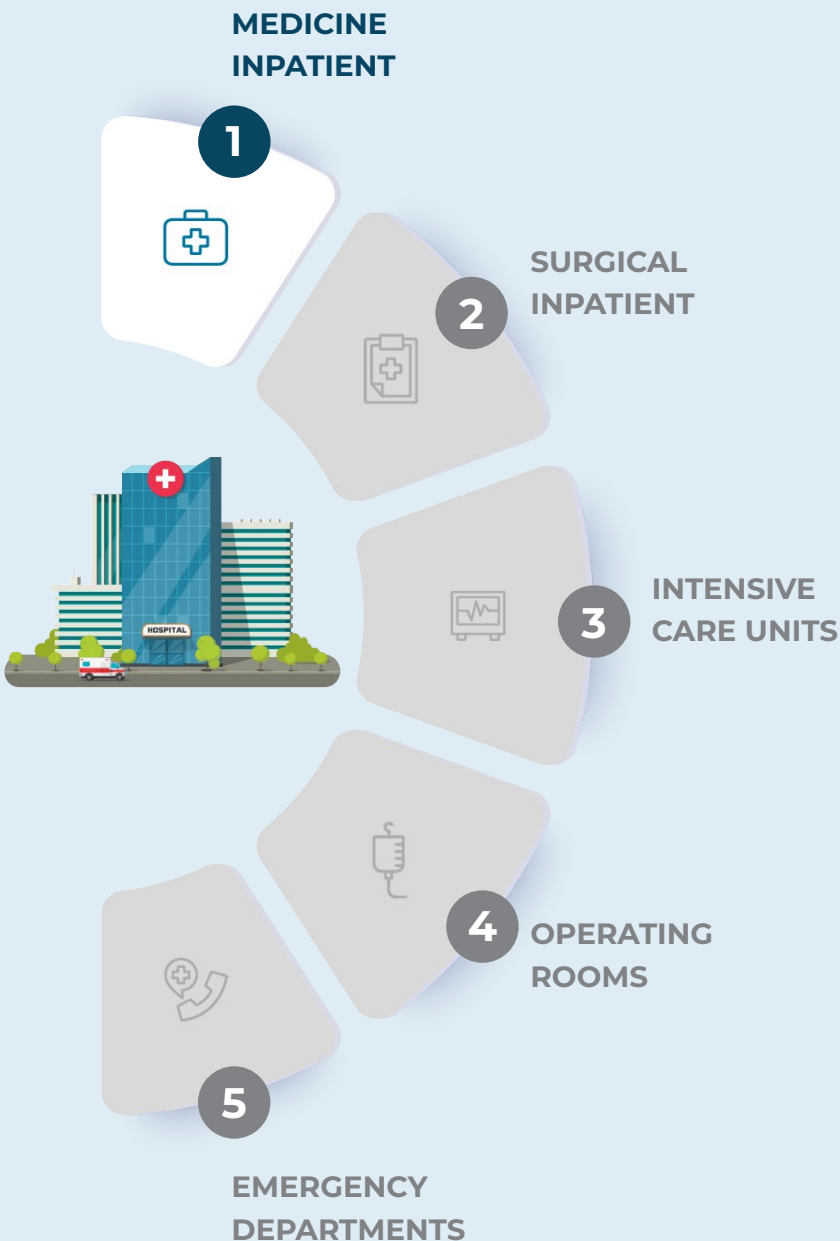 MEDICINE
INPATIENT
1
2
SURGICAL
INPATIENT
HOSPITAL
3
INTENSIVE
CARE UNITS
4
OPERATING
ROOMS
5
EMERGENCY
DEPARTMENTS